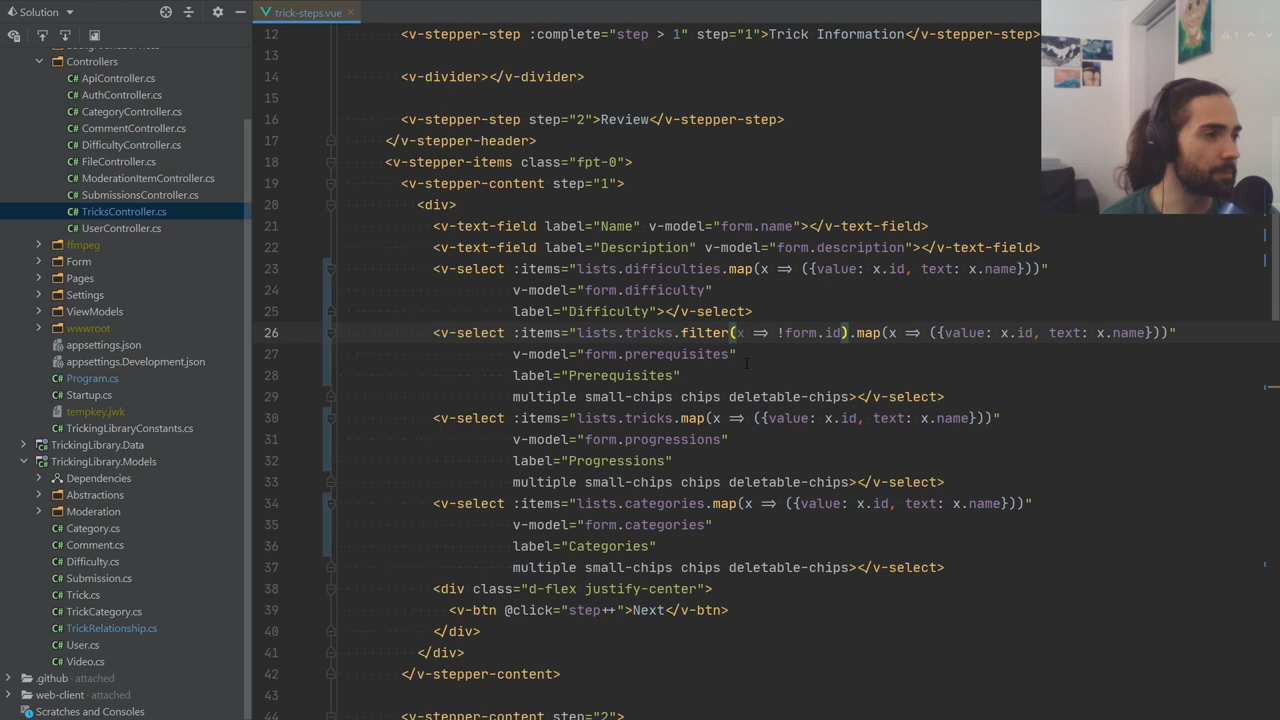 Solution
trick-steps.vue
Controllers
ApiController.cs
AuthController.cs
CategoryController.cs
CommentController.cs
DifficultyController.cs
FileController.cs
ModerationItemController.cs
SubmissionsController.cs
TricksController.cs
UserController.cs
ffmpeg
Form
Pages
Settings
ViewModels
wwwroot
appsettings.json
appsettings.Development.json
Program.cs
Startup.cs
tempkey.jwk
TrickingLibraryConstants.cs
TrickingLibrary.Data
TrickingLibrary.Models
Dependencies
Abstractions
Moderation
Category.cs
Comment.cs
Difficulty.cs
Submission.cs
Trick.cs
TrickCategory.cs
TrickRelationship.cs
User.cs
Video.cs
.github attached
web-client attached
Scratches and Consoles
12 <v-stepper-step :complete="step > 1" step="1">Trick Information</v-stepper-step>
13
14 <v-divider></v-divider>
15
16 <v-stepper-step step="2">Review</v-stepper-step>
17 </v-stepper-header>
18 <v-stepper-items class="fpt-0">
19 <v-stepper-content step="1">
20 <div>
21 <v-text-field label="Name" v-model="form.name"></v-text-field>
22 <v-text-field label="Description" v-model="form.description"></v-text-field>
23 <v-select :items="lists.difficulties.map(x => ({value: x.id, text: x.name}))"
24 v-model="form.difficulty"
25 label="Difficulty"></v-select>
26 <v-select :items="lists.tricks.filter(x => !form.id).map(x => ({value: x.id, text: x.name}))"
27 v-model="form.prerequisites"
28 label="Prerequisites"
29 multiple small-chips chips deletable-chips></v-select>
30 <v-select :items="lists.tricks.map(x => ({value: x.id, text: x.name}))"
31 v-model="form.progressions"
32 label="Progressions"
33 multiple small-chips chips deletable-chips></v-select>
34 <v-select :items="lists.categories.map(x => ({value: x.id, text: x.name}))"
35 v-model="form.categories"
36 label="Categories"
37 multiple small-chips chips deletable-chips></v-select>
38 <div class="d-flex justify-center">
39 <v-btn @click="step++">Next</v-btn>
40 </div>
41 </div>
42 </v-stepper-content>
43
44 <v-stepper-content step="2">